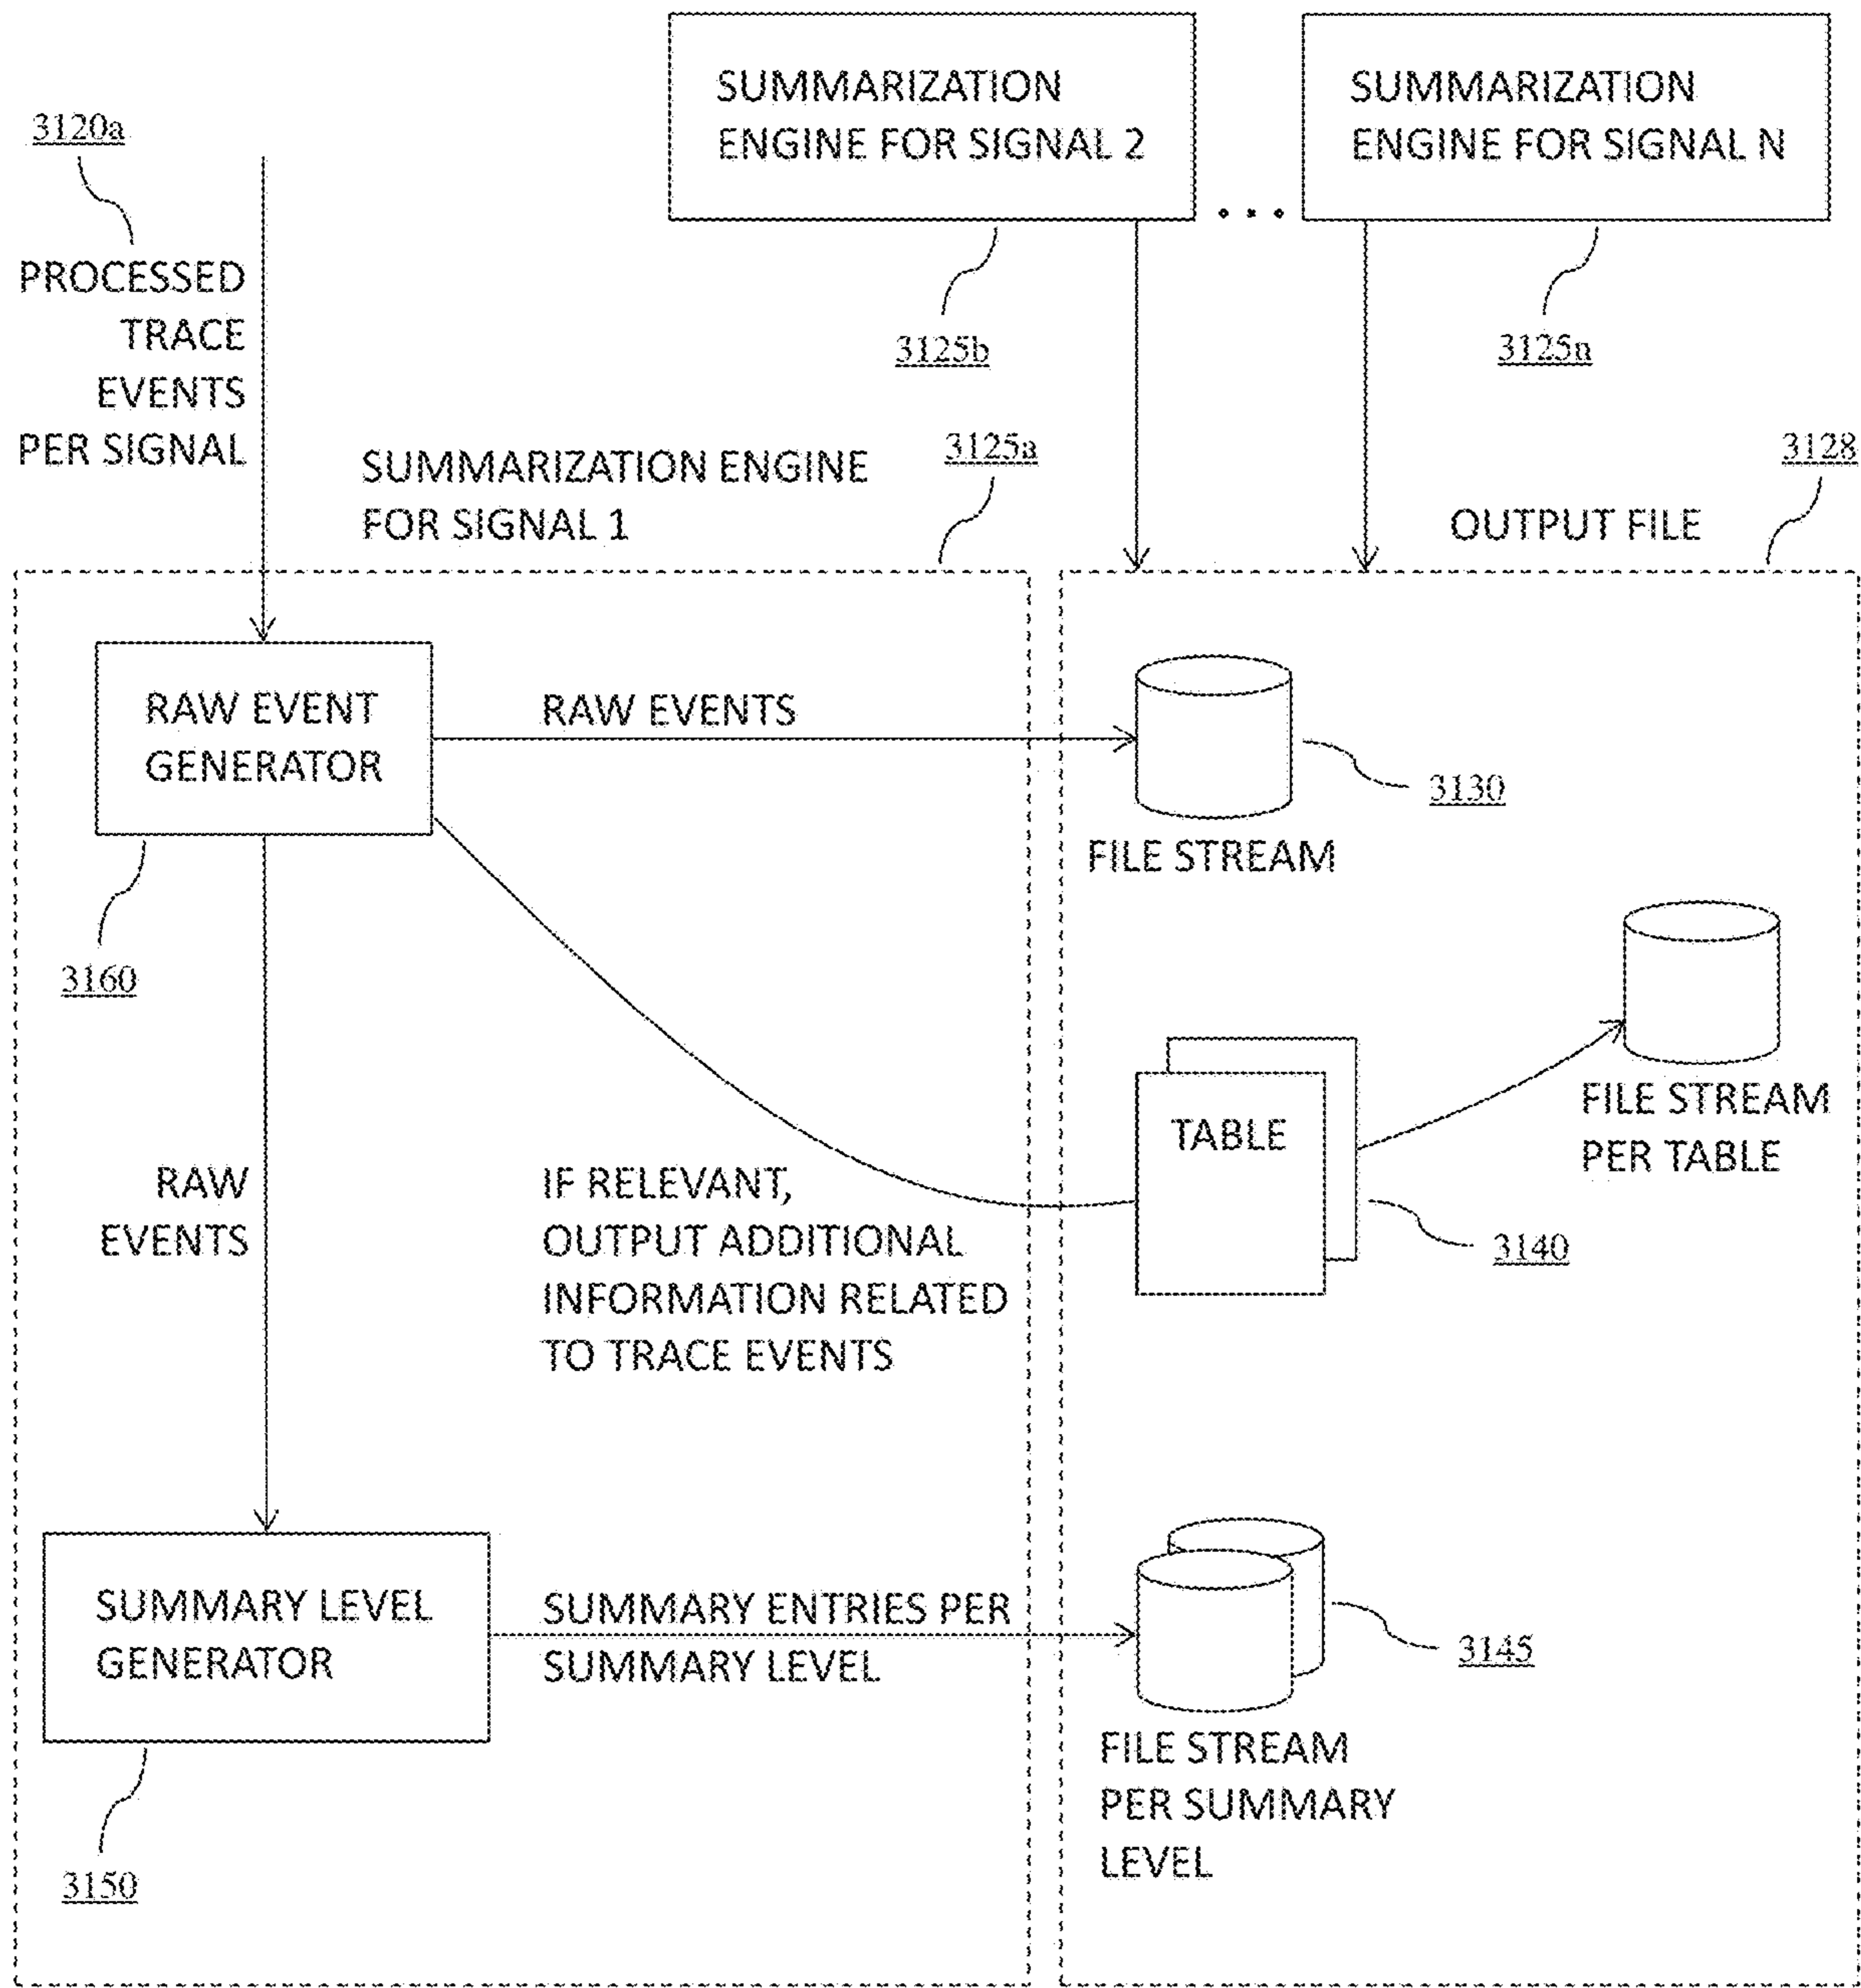 SUMMARIZATION
ENGINE FOR SIGNAL 2
SUMMARIZATION
ENGINE FOR SIGNAL N
3120a
3125b
3125n
PROCESSED
TRACE
EVENTS
PER SIGNAL
SUMMARIZATION ENGINE
FOR SIGNAL 1
3125a
3128
OUTPUT FILE
RAW EVENT
GENERATOR
RAW EVENTS
3130
FILE STREAM
3160
FILE STREAM
PER TABLE
TABLE
3140
RAW
EVENTS
IF RELEVANT,
OUTPUT ADDITIONAL
INFORMATION RELATED
TO TRACE EVENTS
SUMMARY LEVEL
GENERATOR
SUMMARY ENTRIES PER
SUMMARY LEVEL
3145
FILE STREAM
PER SUMMARY
LEVEL
3150